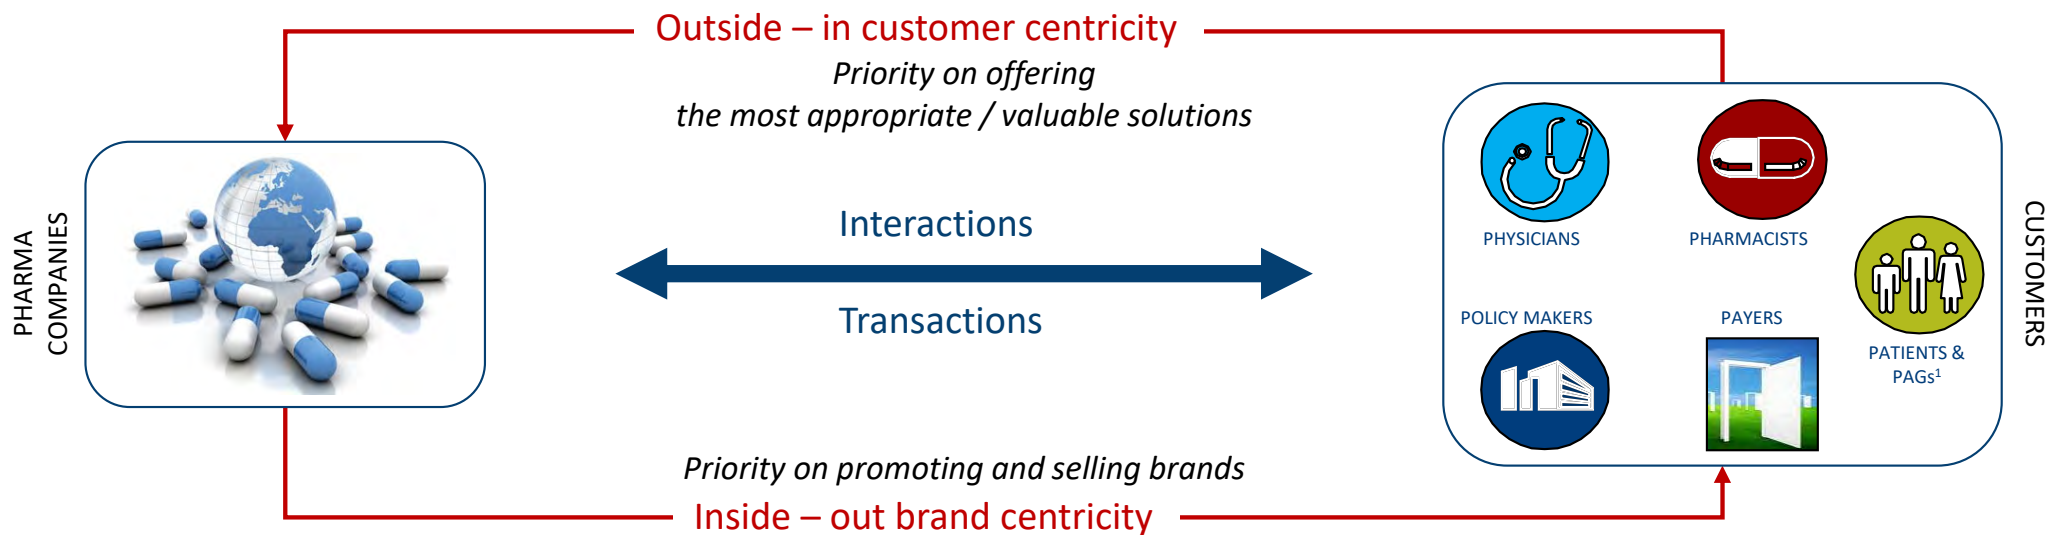 Outside – in customer centricity
Priority on offering
the most appropriate / valuable solutions
PHARMA
COMPANIES
Interactions
Transactions
PHYSICIANS
PHARMACISTS
POLICY MAKERS
PAYERS
PATIENTS &
PAGs¹
CUSTOMERS
Priority on promoting and selling brands
Inside – out brand centricity